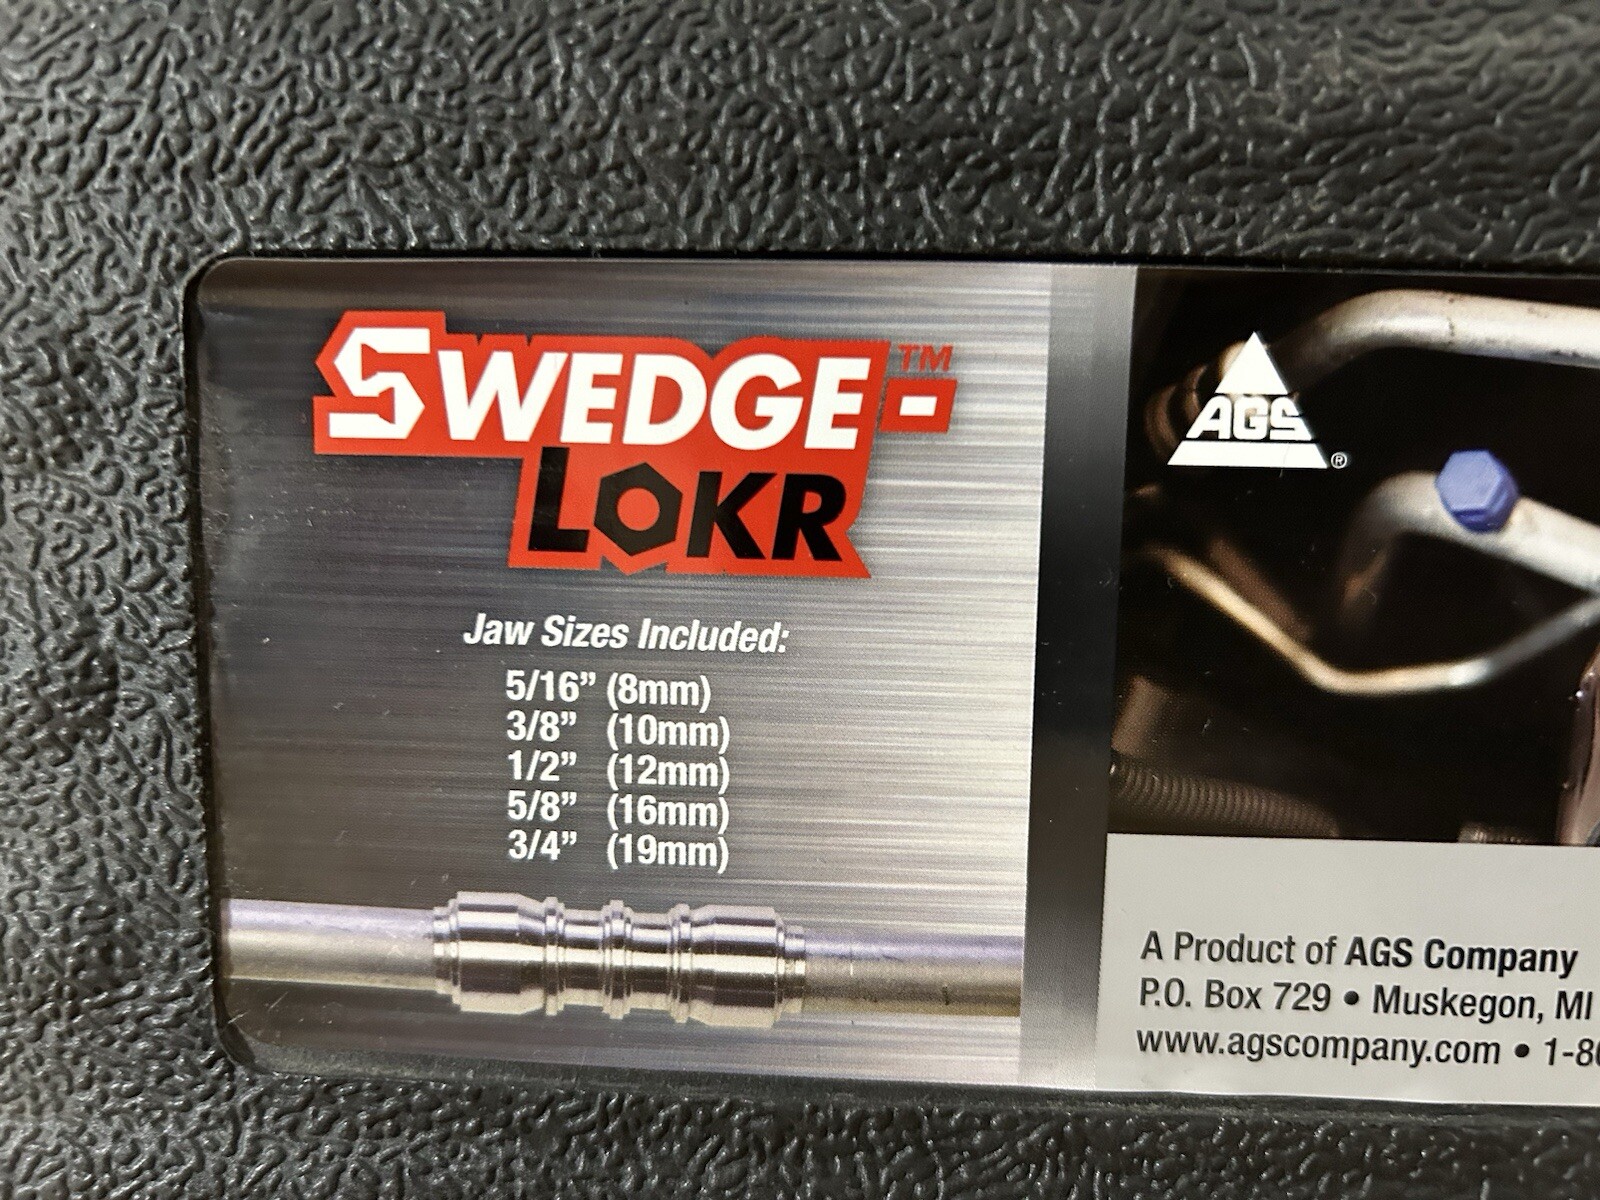 SWEDGE-™
LOKR
Jaw Sizes Included:
5/16” (8mm)
3/8” (10mm)
1/2” (12mm)
5/8” (16mm)
3/4” (19mm)
AGS®
A Product of AGS Company
P.O. Box 729 • Muskegon, MI
www.agscompany.com • 1-8